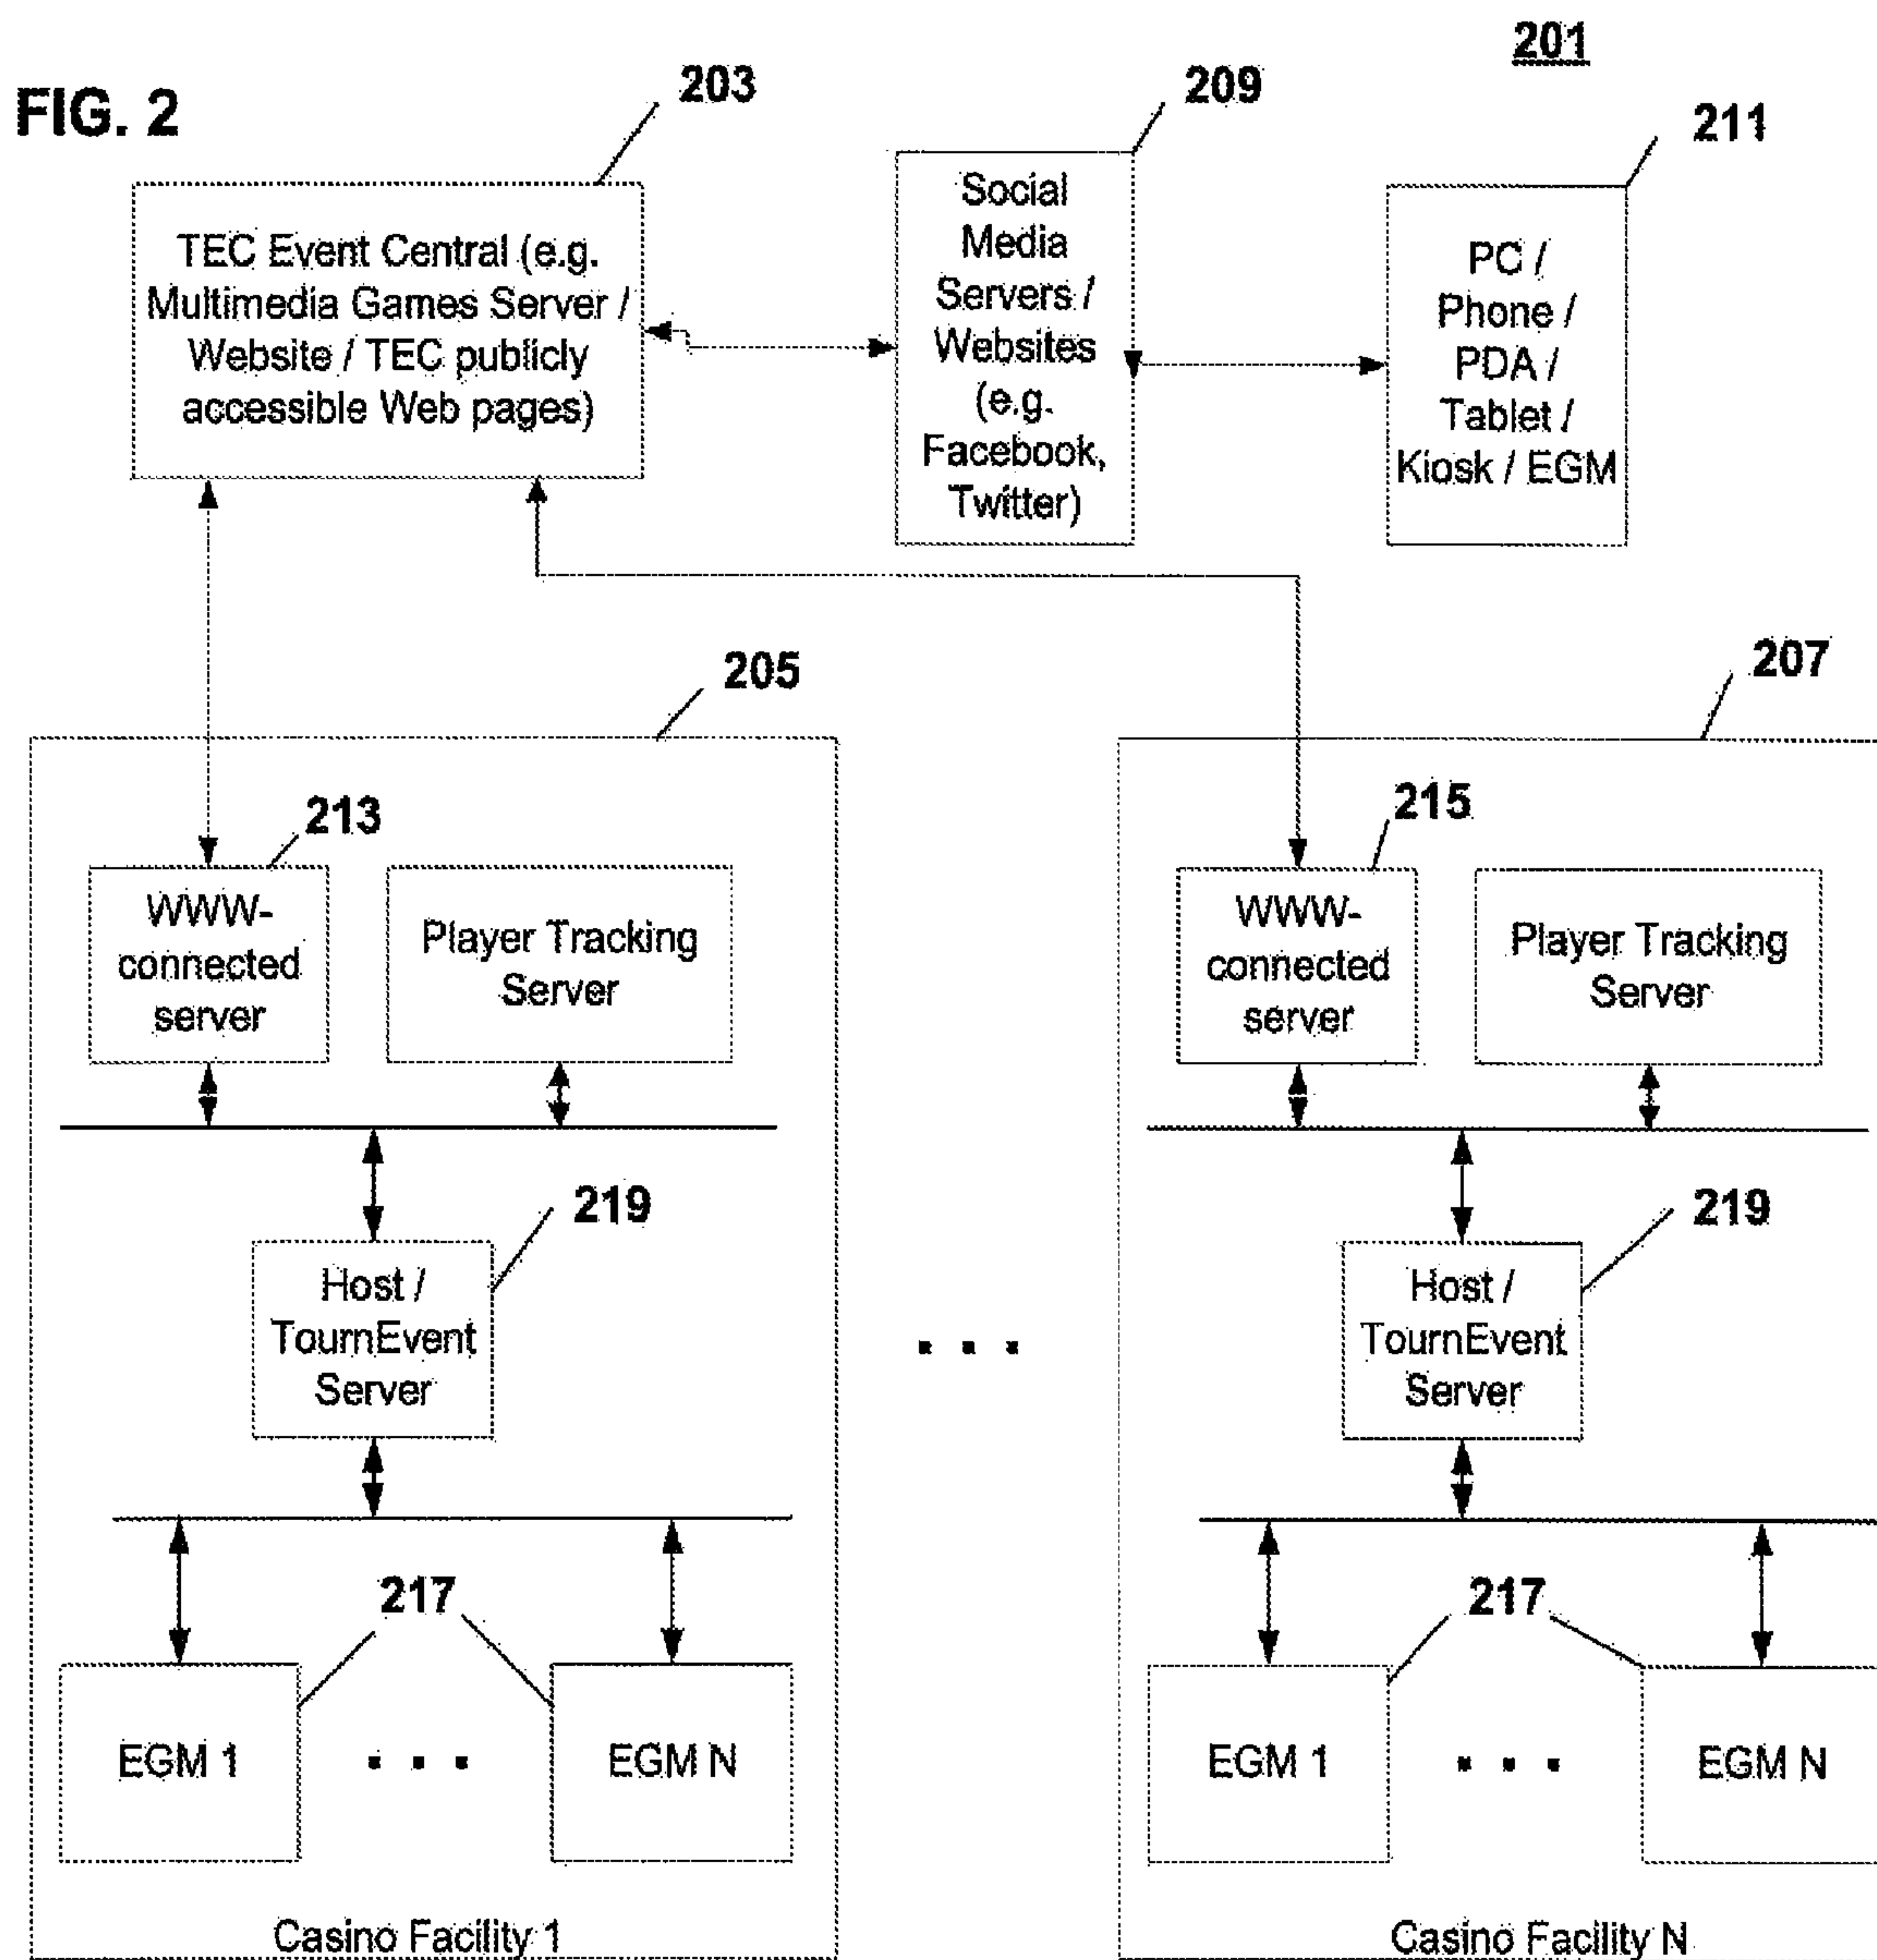 201
FIG. 2
203
209
211
TEC Event Central (e.g.
Multimedia Games Server /
Website / TEC publicly
accessible Web pages)
Social
Media
Servers /
Websites
(e.g.
Facebook,
Twitter)
PC /
Phone /
PDA /
Tablet /
Kiosk / EGM
205
207
213
WWW-
connected
server
Player Tracking
Server
215
WWW-
connected
server
Player Tracking
Server
219
Host /
TournEvent
Server
219
Host /
TournEvent
Server
. . .
217
EGM 1
. . .
EGM N
217
EGM 1
. . .
EGM N
Casino Facility 1
Casino Facility N